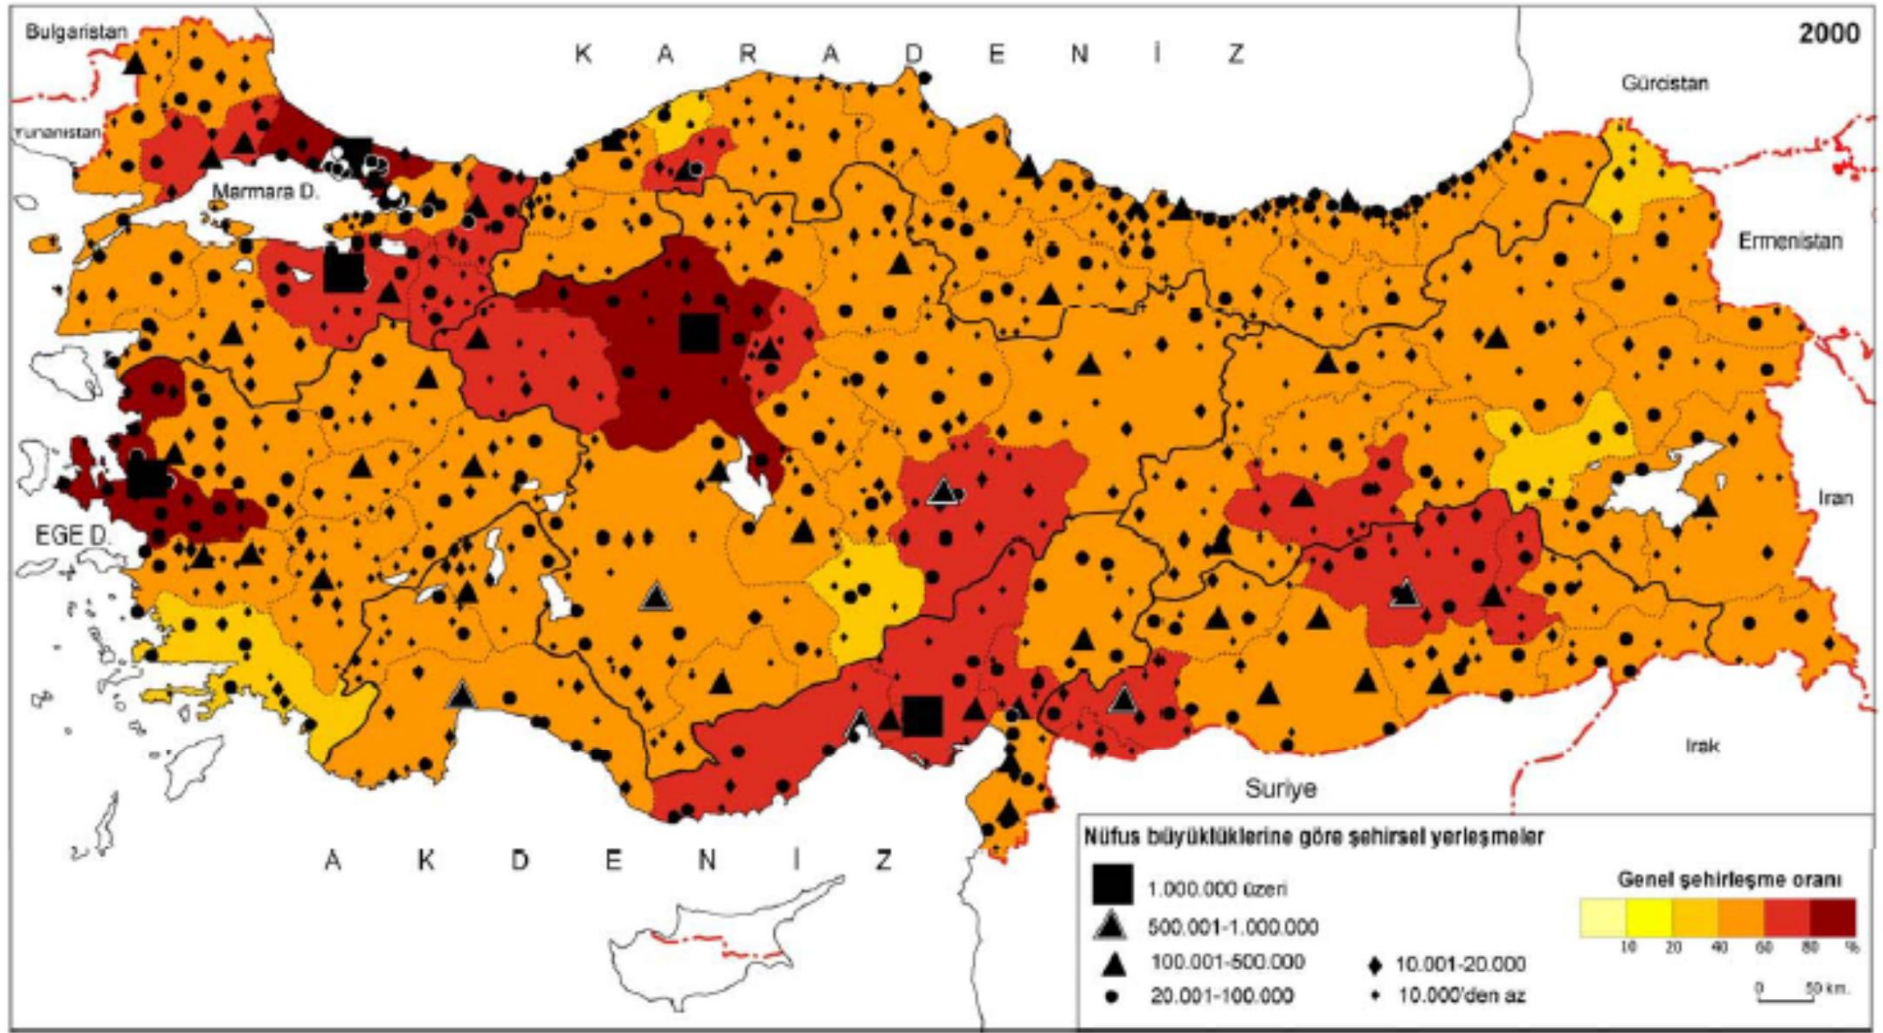 Bulgaristan
K A R A D E N İ Z
2000
Gürcistan
Yunanistan
Marmara D.
Ermenistan
EGE D.
Iran
Irak
Suriye
A K D E N I Z
Nüfus büyüklüklerine göre şehirsel yerleşmeler
1.000.000 üzeri
500.001-1.000.000
100.001-500.000
20.001-100.000
10.001-20.000
10.000'den az
Genel şehirleşme oranı
10 20 40 60 80 %
0 50 km.